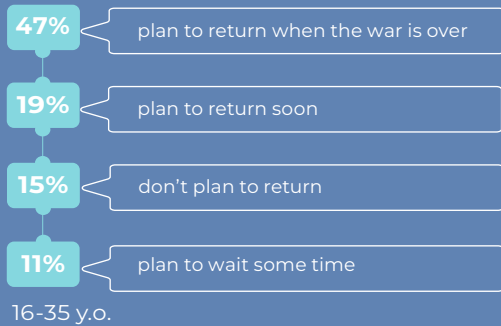 47% plan to return when the war is over
19% plan to return soon
15% don’t plan to return
11% plan to wait some time
16-35 y.o.